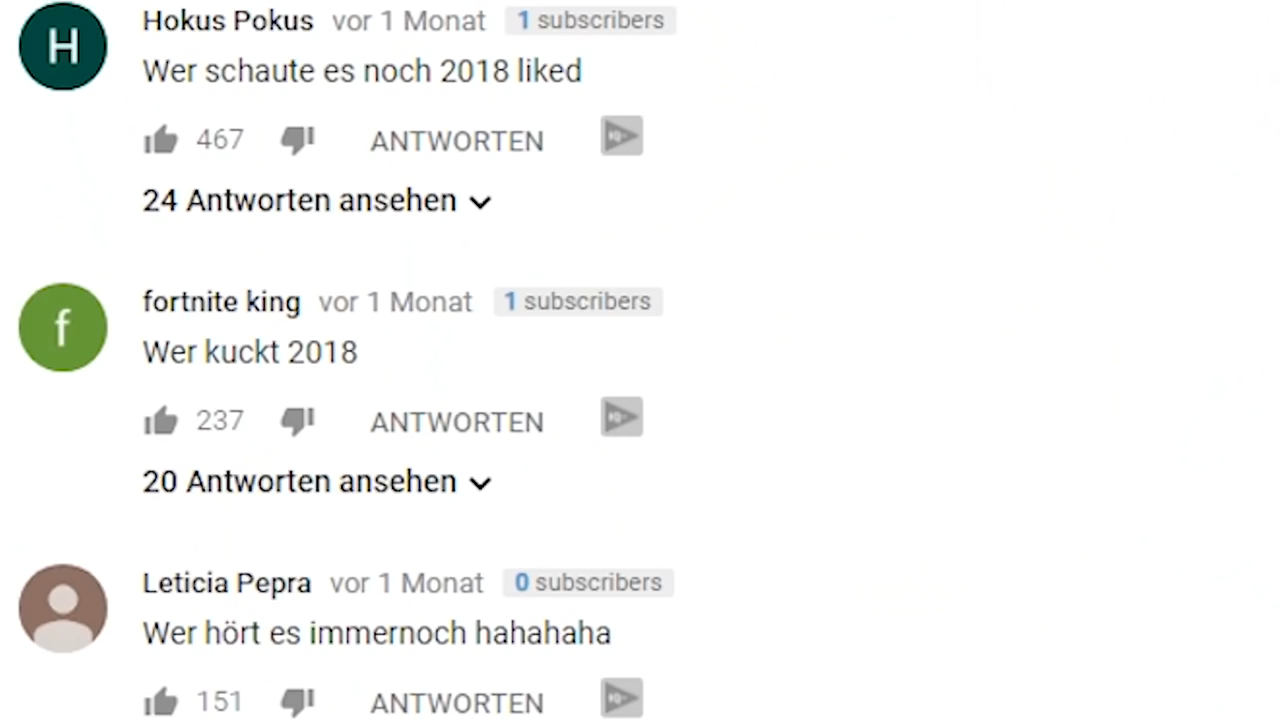 H Hokus Pokus vor 1 Monat 1 subscribers
Wer schaute es noch 2018 liked
467 ANTWORTEN
24 Antworten ansehen
f fortnite king vor 1 Monat 1 subscribers
Wer kuckt 2018
237 ANTWORTEN
20 Antworten ansehen
Leticia Pepra vor 1 Monat 0 subscribers
Wer hört es immernoch hahahaha
151 ANTWORTEN